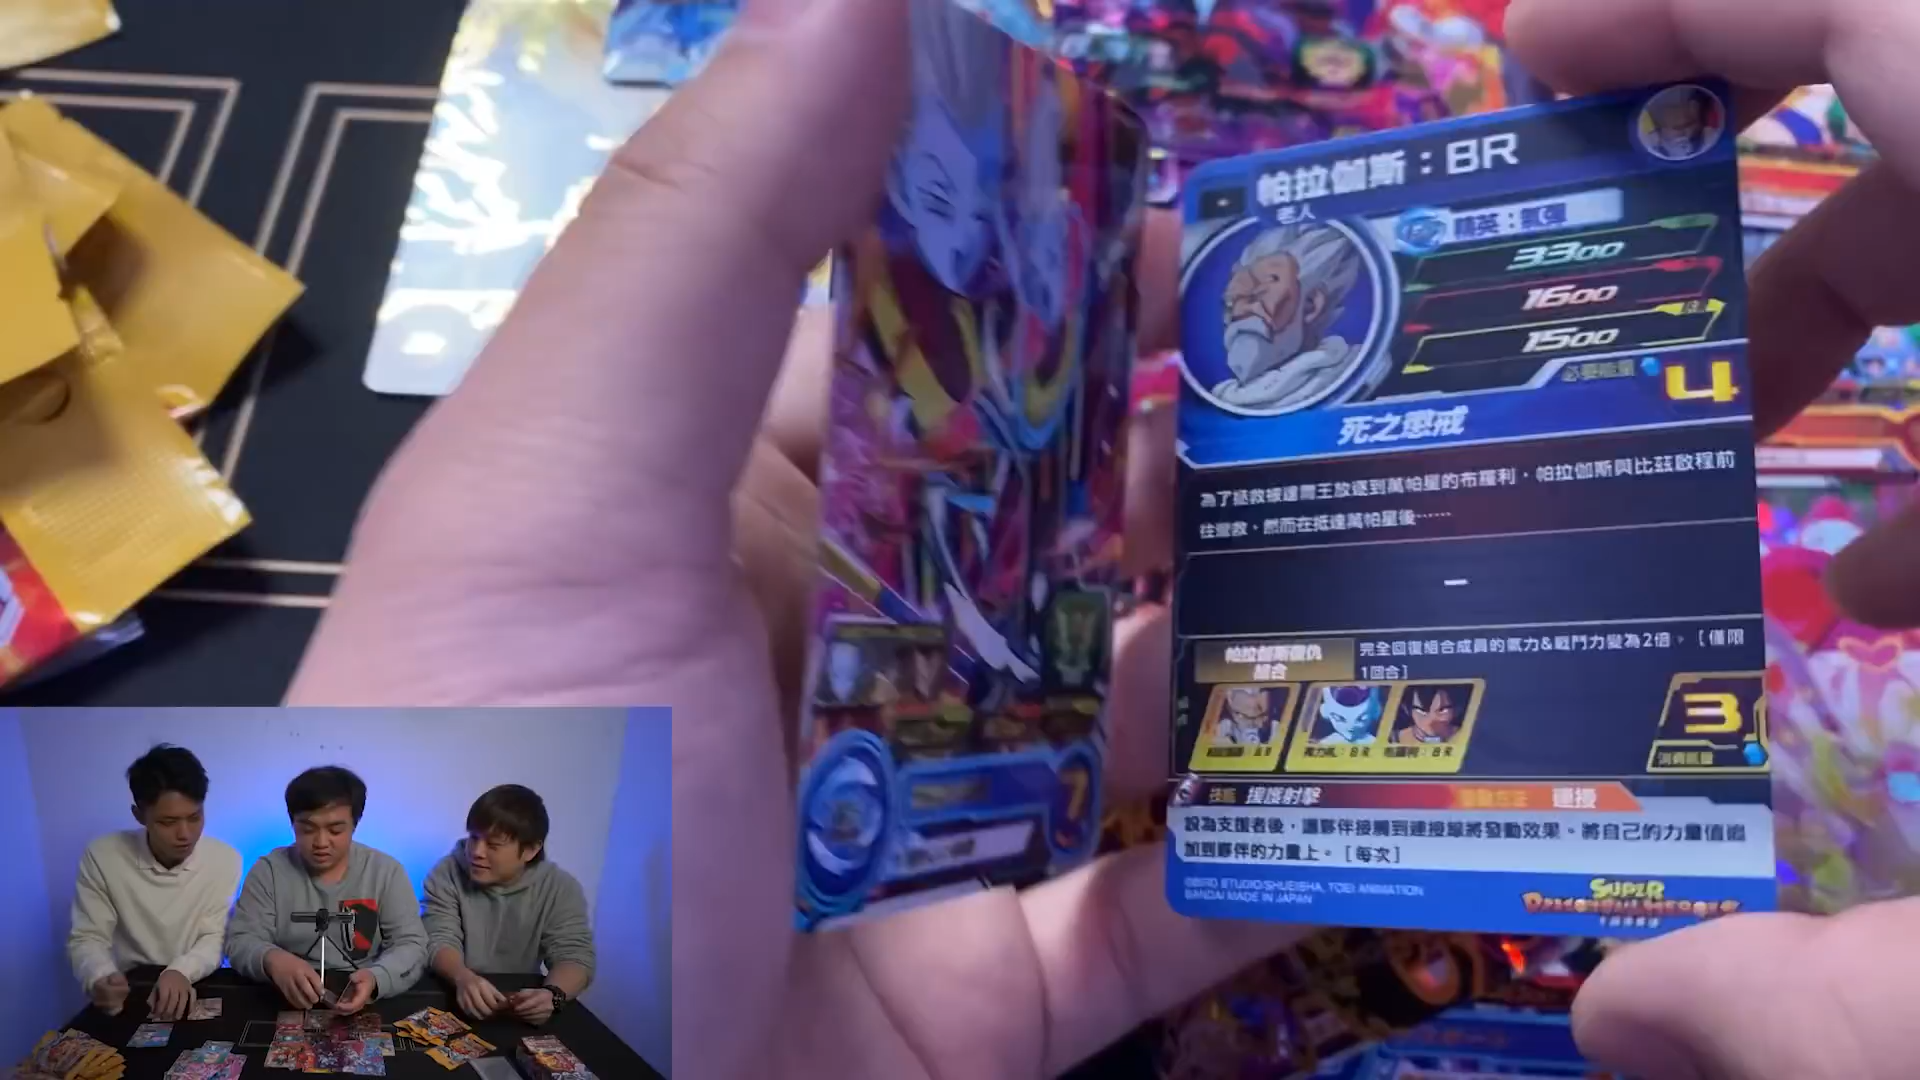 帕拉伽斯：BR
老人
精英：氣彈
3300
1600
1500
必要能量
4
死之懲戒
為了拯救被達爾王放逐到萬帕星的布羅利，帕拉伽斯與比茲啟程前
往營救，然而在抵達萬帕星後……
帕拉伽斯復仇
組合
完全回復組合成員的氣力&戰鬥力變為2倍。［僅限
1回合］
布羅利：BR
3
消費能量
技能 援護射擊
連接
設為支援者後，讓夥伴接觸到連接線將發動效果。將自己的力量值追
加到夥伴的力量上。［每次］
©BIRD STUDIO/SHUEISHA, TOEI ANIMATION
BANDAI MADE IN JAPAN
SUPER
DRAGONBALL HEROES
7